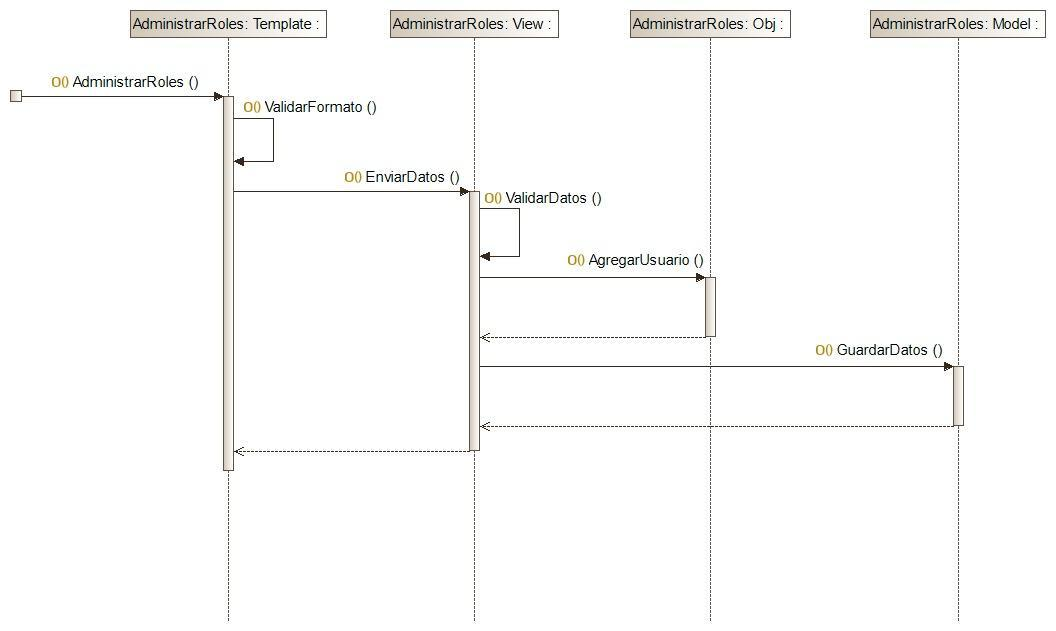 AdministrarRoles: Template :
AdministrarRoles: View :
AdministrarRoles: Obj :
AdministrarRoles: Model :
O() AdministrarRoles ()
O() ValidarFormato ()
O() EnviarDatos ()
O() ValidarDatos ()
O() AgregarUsuario ()
O() GuardarDatos ()